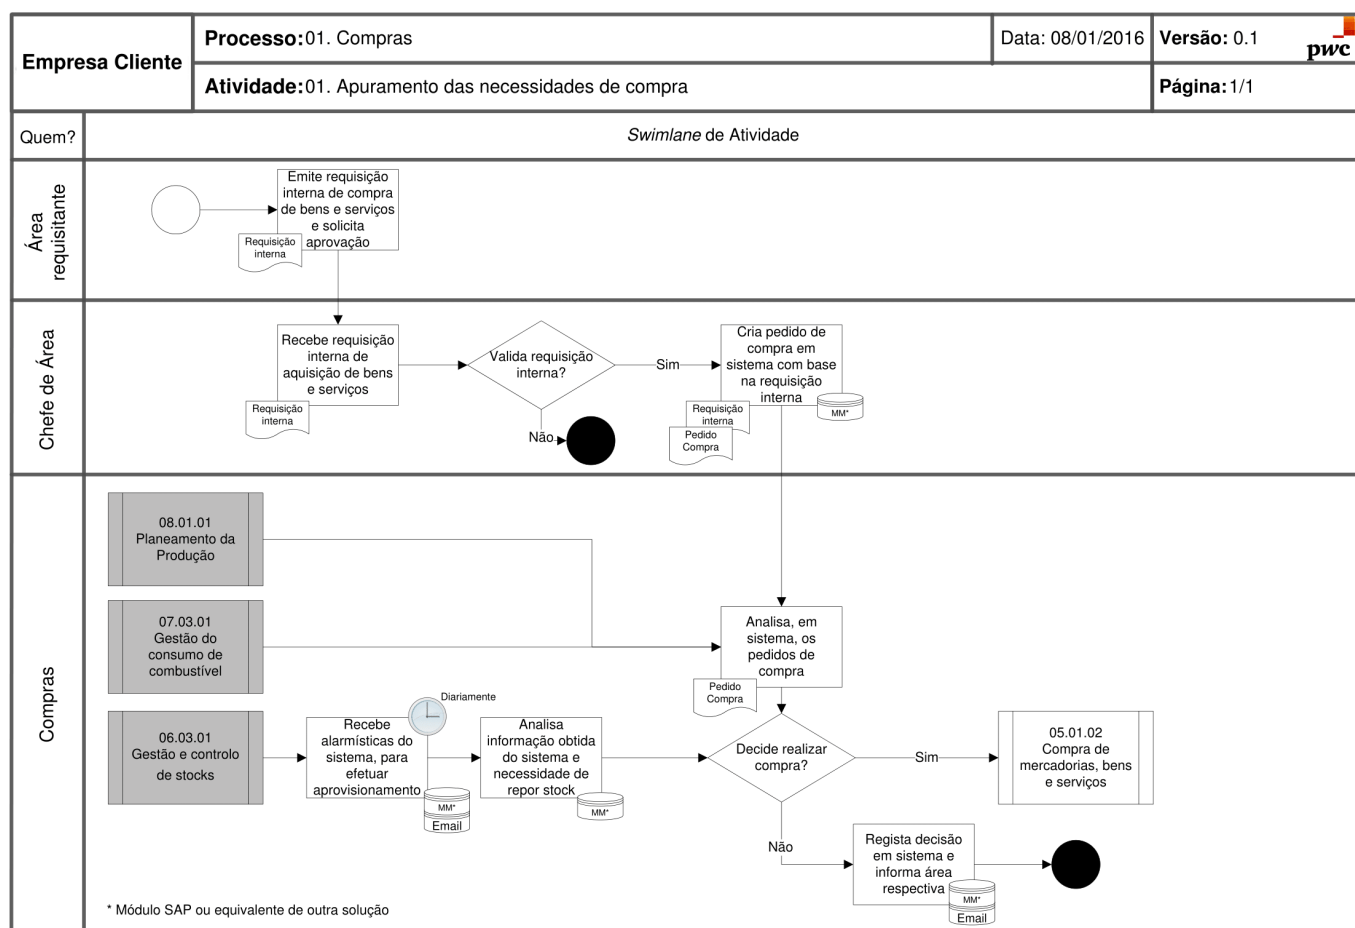 Empresa Cliente
Processo: 01. Compras
Data: 08/01/2016
Versão: 0.1
pwc
Atividade: 01. Apuramento das necessidades de compra
Página: 1/1
Quem?
Swimlane de Atividade
Área
requisitante
Emite requisição
interna de compra
de bens e serviços
e solicita
aprovação
Requisição
interna
Chefe de Área
Recebe requisição
interna de
aquisição de bens
e serviços
Requisição
interna
Valida requisição
interna?
Sim
Não
Cria pedido de
compra em
sistema com base
na requisição
interna
Requisição
interna
Pedido
Compra
MM*
Compras
08.01.01
Planeamento da
Produção
07.03.01
Gestão do
consumo de
combustível
Analisa, em
sistema, os
pedidos de
compra
Pedido
Compra
06.03.01
Gestão e controlo
de stocks
Diariamente
Recebe
alarmísticas do
sistema, para
efetuar
aprovisionamento
MM*
Email
Analisa
informação obtida
do sistema e
necessidade de
repor stock
MM*
Decide realizar
compra?
Sim
05.01.02
Compra de
mercadorias, bens
e serviços
Não
Regista decisão
em sistema e
informa área
respectiva
MM*
Email
* Módulo SAP ou equivalente de outra solução